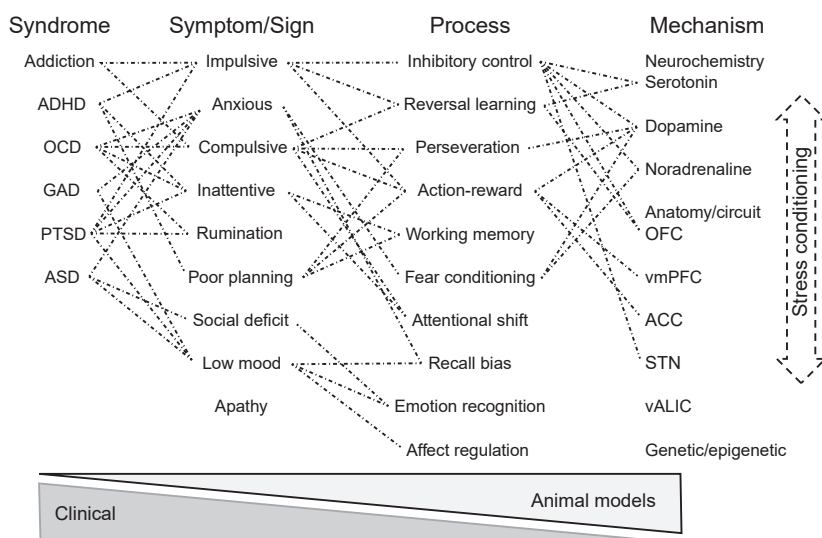 Syndrome Symptom/Sign Process Mechanism
Addiction Impulsive Inhibitory control Neurochemistry
Serotonin
ADHD Anxious Reversal learning
Dopamine
OCD Compulsive Perseveration
Noradrenaline
GAD Inattentive Action-reward
Anatomy/circuit
PTSD Rumination Working memory OFC
ASD Poor planning Fear conditioning vmPFC
Social deficit Attentional shift ACC
Low mood Recall bias STN
Apathy Emotion recognition vALIC
Affect regulation Genetic/epigenetic
Stress conditioning
Animal models
Clinical